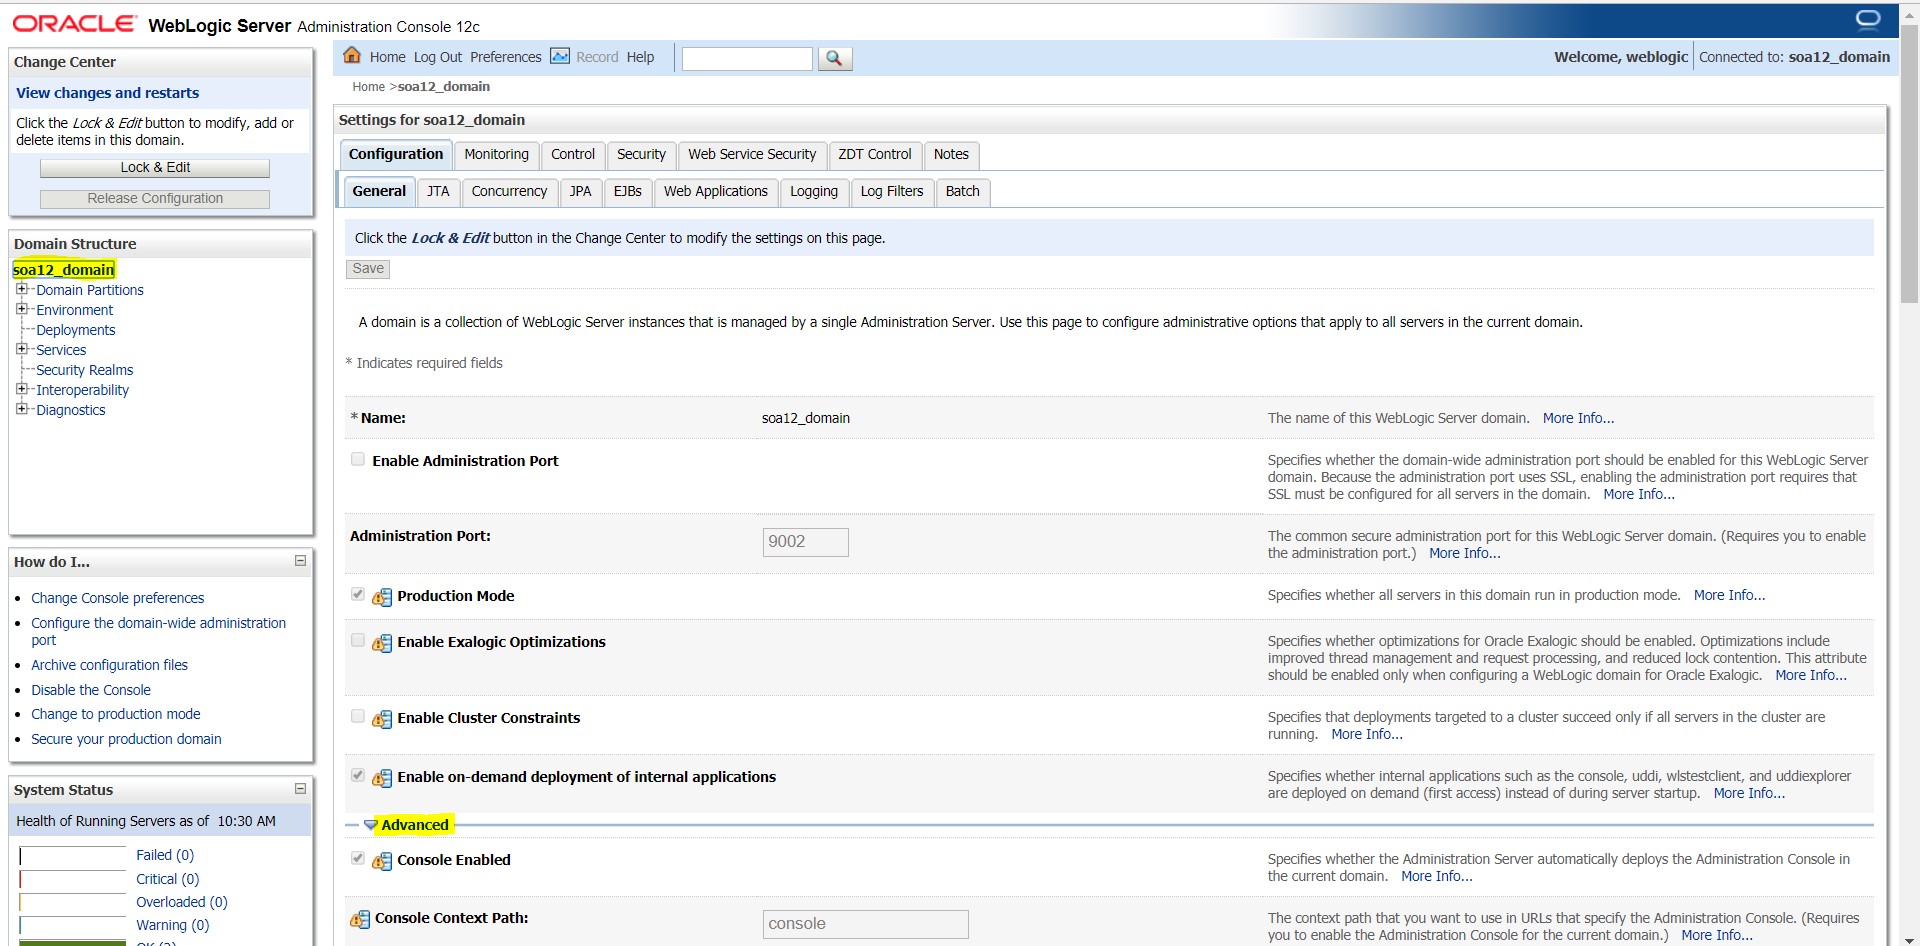 ORACLE WebLogic Server Administration Console 12c
Change Center
View changes and restarts
Click the Lock & Edit button to modify, add or
delete items in this domain.
Lock & Edit
Release Configuration
Domain Structure
soa12_domain
Domain Partitions
Environment
Deployments
Services
Security Realms
Interoperability
Diagnostics
How do I...
Change Console preferences
Configure the domain-wide administration
port
Archive configuration files
Disable the Console
Change to production mode
Secure your production domain
System Status
Health of Running Servers as of 10:30 AM
Failed (0)
Critical (0)
Overloaded (0)
Warning (0)
Home Log Out Preferences Record Help
Welcome, weblogic Connected to: soa12_domain
Home >soa12_domain
Settings for soa12_domain
Configuration Monitoring Control Security Web Service Security ZDT Control Notes
General JTA Concurrency JPA EJBs Web Applications Logging Log Filters Batch
Click the Lock & Edit button in the Change Center to modify the settings on this page.
Save
A domain is a collection of WebLogic Server instances that is managed by a single Administration Server. Use this page to configure administrative options that apply to all servers in the current domain.
* Indicates required fields
* Name: soa12_domain The name of this WebLogic Server domain. More Info...
Enable Administration Port Specifies whether the domain-wide administration port should be enabled for this WebLogic Server
domain. Because the administration port uses SSL, enabling the administration port requires that
SSL must be configured for all servers in the domain. More Info...
Administration Port: 9002 The common secure administration port for this WebLogic Server domain. (Requires you to enable
the administration port.) More Info...
Production Mode Specifies whether all servers in this domain run in production mode. More Info...
Enable Exalogic Optimizations Specifies whether optimizations for Oracle Exalogic should be enabled. Optimizations include
improved thread management and request processing, and reduced lock contention. This attribute
should be enabled only when configuring a WebLogic domain for Oracle Exalogic. More Info...
Enable Cluster Constraints Specifies that deployments targeted to a cluster succeed only if all servers in the cluster are
running. More Info...
Enable on-demand deployment of internal applications Specifies whether internal applications such as the console, uddi, wlstestclient, and uddiexplorer
are deployed on demand (first access) instead of during server startup. More Info...
Advanced
Console Enabled Specifies whether the Administration Server automatically deploys the Administration Console in
the current domain. More Info...
Console Context Path: console The context path that you want to use in URLs that specify the Administration Console. (Requires
you to enable the Administration Console for the current domain.) More Info...